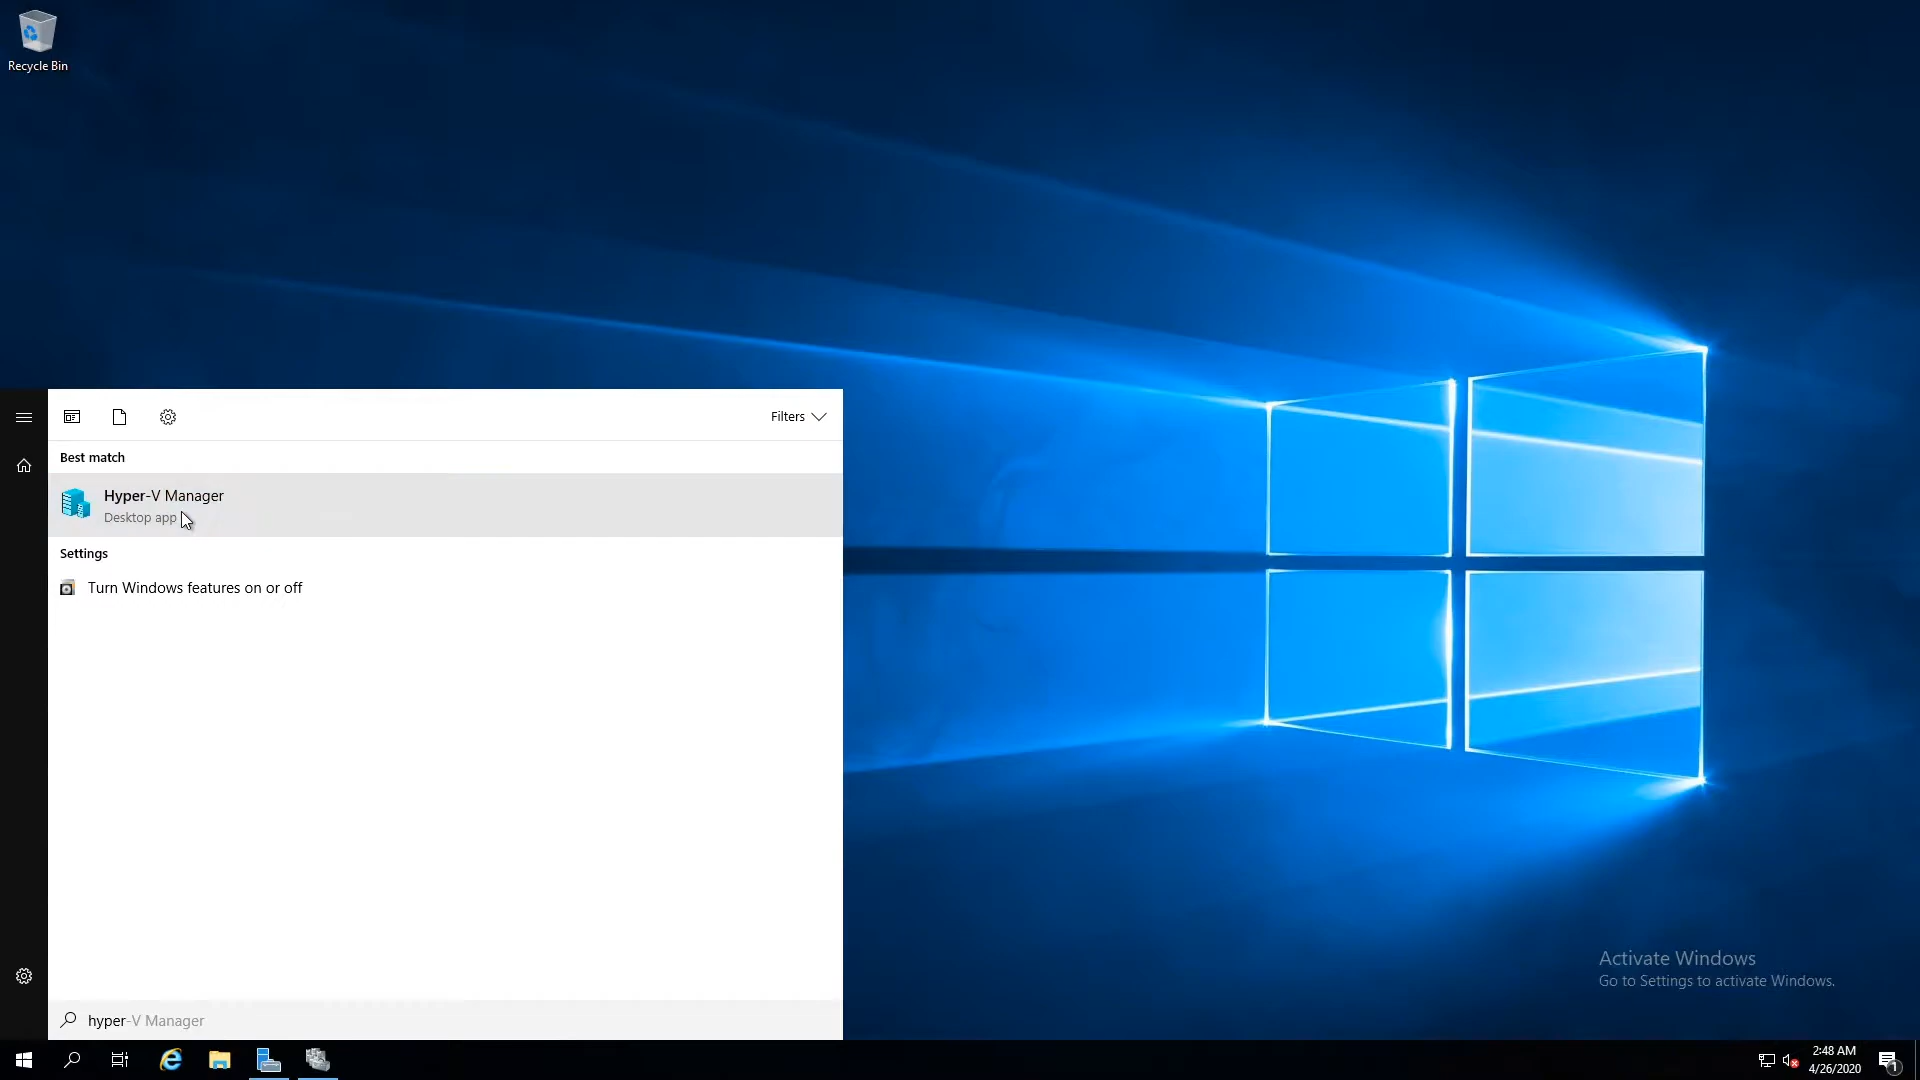 Recycle Bin
Filters
Best match
Hyper-V Manager
Desktop app
Settings
Turn Windows features on or off
Activate Windows
Go to Settings to activate Windows.
hyper-V Manager
2:48 AM
4/26/2020
1